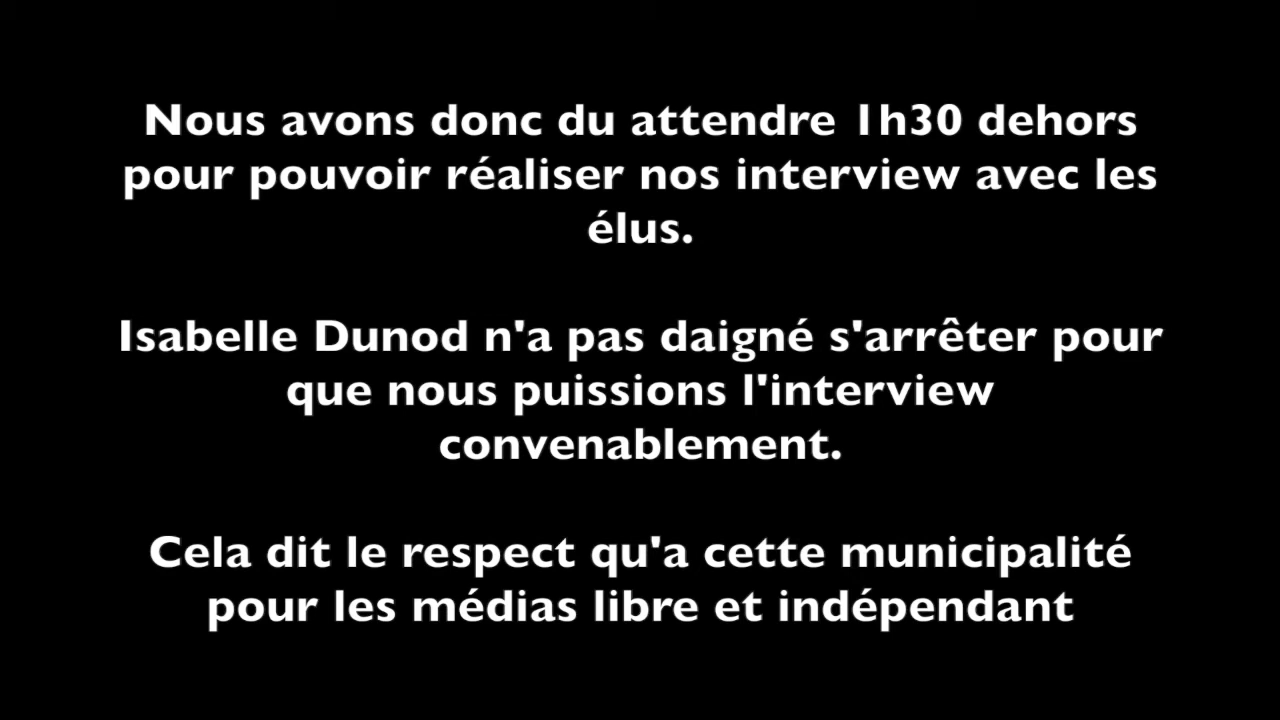 Nous avons donc du attendre 1h30 dehors
pour pouvoir réaliser nos interview avec les
élus.
Isabelle Dunod n'a pas daigné s'arrêter pour
que nous puissions l'interview
convenablement.
Cela dit le respect qu'a cette municipalité
pour les médias libre et indépendant